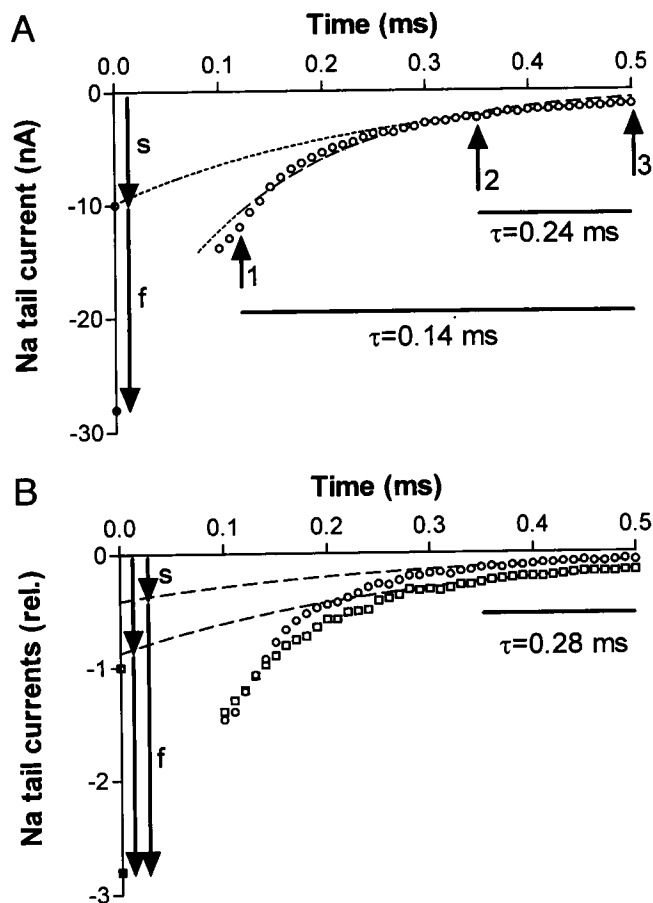 A
Time (ms)
0.0 0.1 0.2 0.3 0.4 0.5
Na tail current (nA)
0
-10
-20
-30
s
f
1
2
3
τ=0.24 ms
τ=0.14 ms
B
Time (ms)
0.0 0.1 0.2 0.3 0.4 0.5
Na tail currents (rel.)
0
-1
-2
-3
s
f
τ=0.28 ms